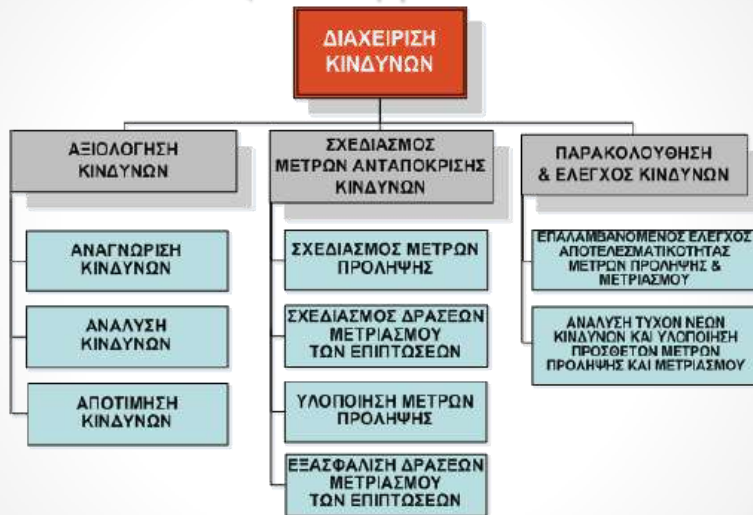 ΔΙΑΧΕΙΡΙΣΗ
ΚΙΝΔΥΝΩΝ
ΑΞΙΟΛΟΓΗΣΗ
ΚΙΝΔΥΝΩΝ
ΑΝΑΓΝΩΡΙΣΗ
ΚΙΝΔΥΝΩΝ
ΑΝΑΛΥΣΗ
ΚΙΝΔΥΝΩΝ
ΑΠΟΤΙΜΗΣΗ
ΚΙΝΔΥΝΩΝ
ΣΧΕΔΙΑΣΜΟΣ
ΜΕΤΡΩΝ ΑΝΤΑΠΟΚΡΙΣΗΣ
ΚΙΝΔΥΝΩΝ
ΣΧΕΔΙΑΣΜΟΣ ΜΕΤΡΩΝ
ΠΡΟΛΗΨΗΣ
ΣΧΕΔΙΑΣΜΟΣ ΔΡΑΣΕΩΝ
ΜΕΤΡΙΑΣΜΟΥ
ΤΩΝ ΕΠΙΠΤΩΣΕΩΝ
ΥΛΟΠΟΙΗΣΗ ΜΕΤΡΩΝ
ΠΡΟΛΗΨΗΣ
ΕΞΑΣΦΑΛΙΣΗ ΔΡΑΣΕΩΝ
ΜΕΤΡΙΑΣΜΟΥ
ΤΩΝ ΕΠΙΠΤΩΣΕΩΝ
ΠΑΡΑΚΟΛΟΥΘΗΣΗ
& ΕΛΕΓΧΟΣ ΚΙΝΔΥΝΩΝ
ΕΠΑΛΑΜΒΑΝΟΜΕΝΟΣ ΕΛΕΓΧΟΣ
ΑΠΟΤΕΛΕΣΜΑΤΙΚΟΤΗΤΑΣ
ΜΕΤΡΩΝ ΠΡΟΛΗΨΗΣ &
ΜΕΤΡΙΑΣΜΟΥ
ΑΝΑΛΥΣΗ ΤΥΧΟΝ ΝΕΩΝ
ΚΙΝΔΥΝΩΝ ΚΑΙ ΥΛΟΠΟΙΗΣΗ
ΠΡΟΣΘΕΤΩΝ ΜΕΤΡΩΝ
ΠΡΟΛΗΨΗΣ ΚΑΙ ΜΕΤΡΙΑΣΜΟΥ